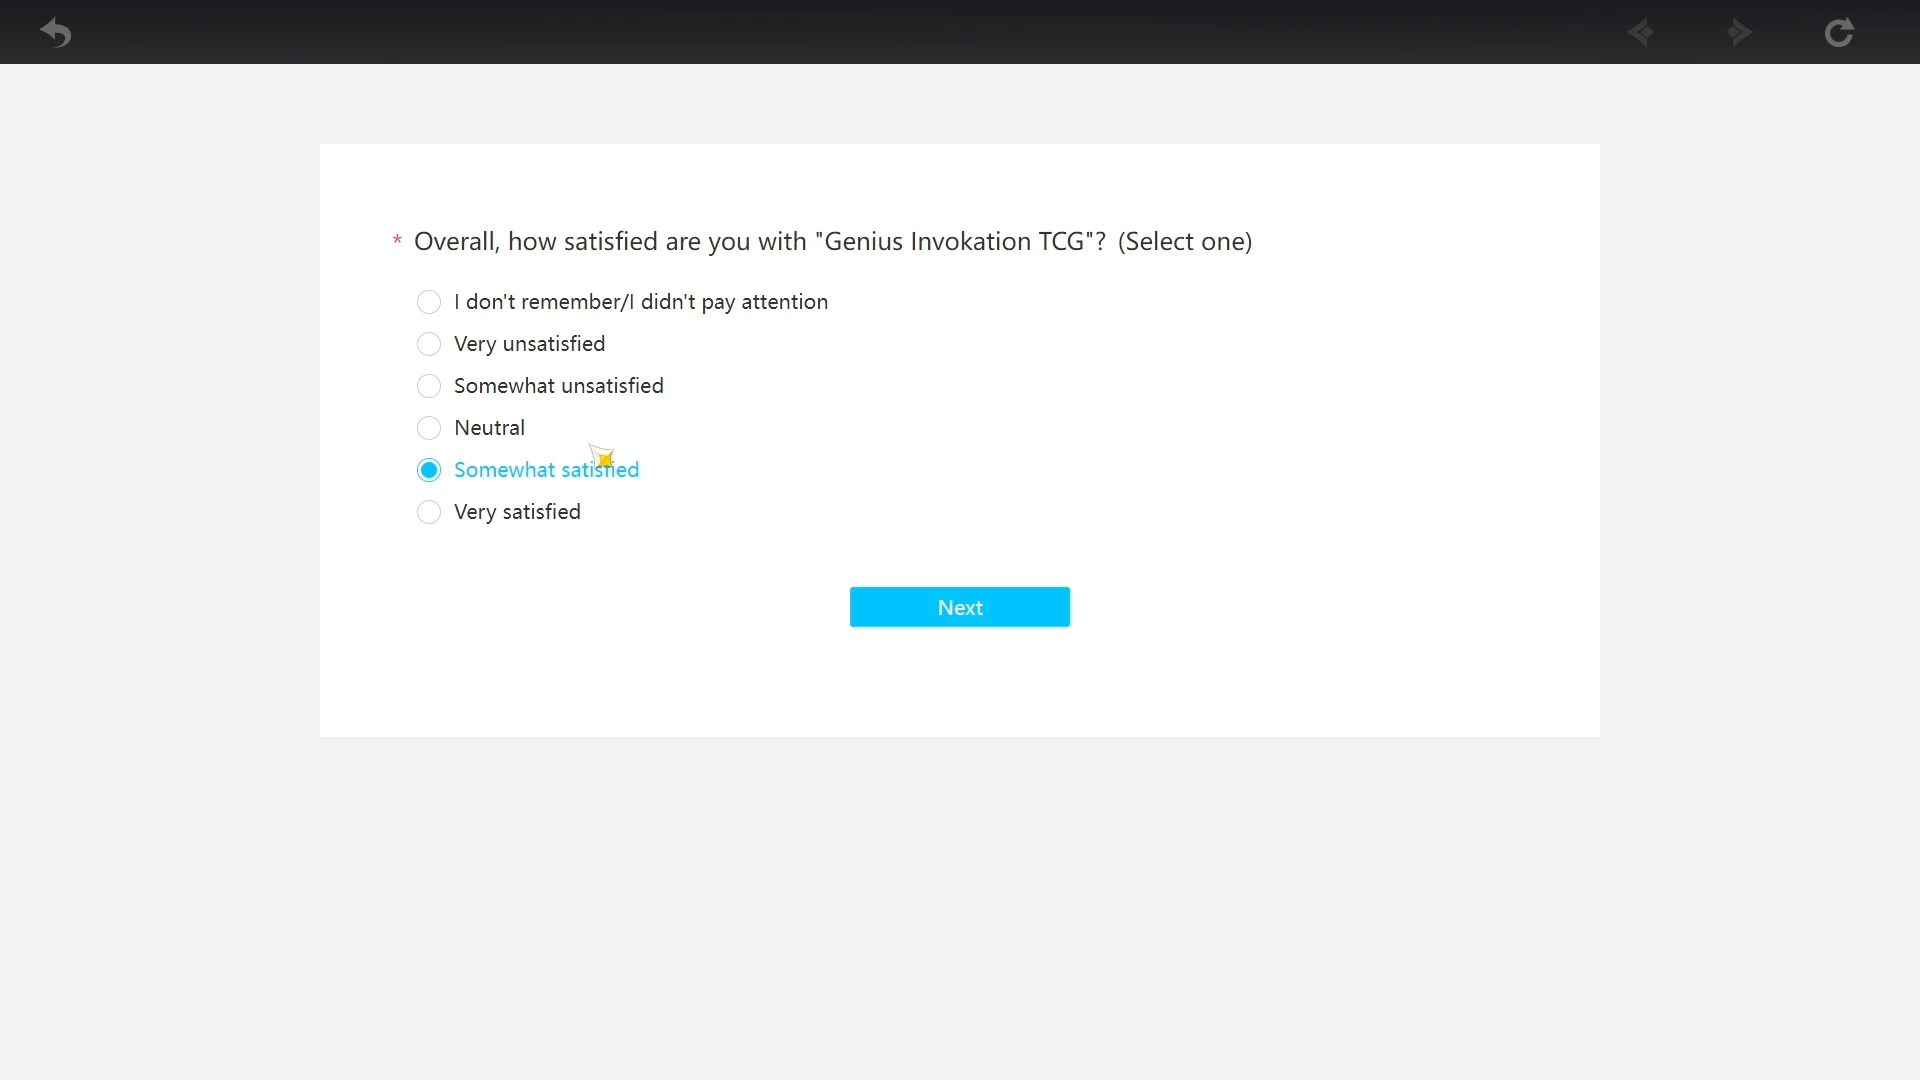 * Overall, how satisfied are you with "Genius Invokation TCG"? (Select one)
I don't remember/I didn't pay attention
Very unsatisfied
Somewhat unsatisfied
Neutral
Somewhat satisfied
Very satisfied
Next